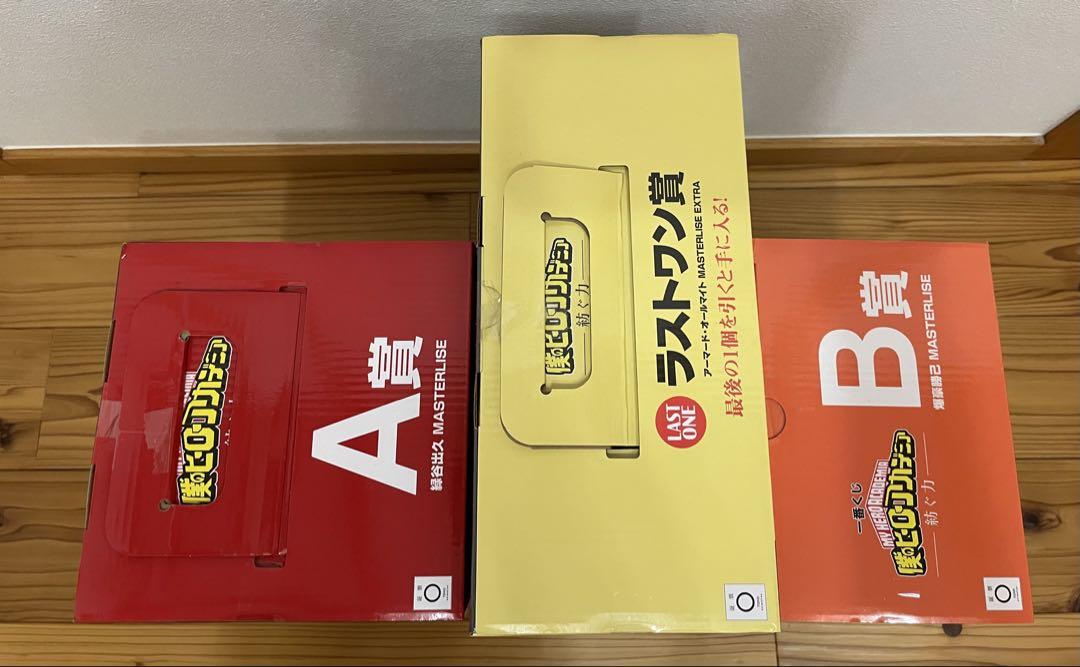 A賞
緑谷出久 MASTERLISE
僕のヒーローアカデミア
僕のヒーローアカデミア
紡ぐ力
LAST ONE
ラストワン賞
アーマード・オールマイト MASTERLISE EXTRA
最後の1個を引くと手に入る!
B賞
爆豪勝己 MASTERLISE
一番くじ
MY HERO ACADEMIA
僕のヒーローアカデミア
紡ぐ力